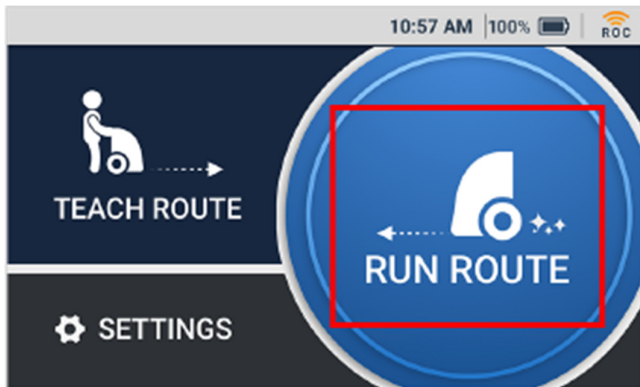 10:57 AM 100%
ROC
TEACH ROUTE
RUN ROUTE
SETTINGS